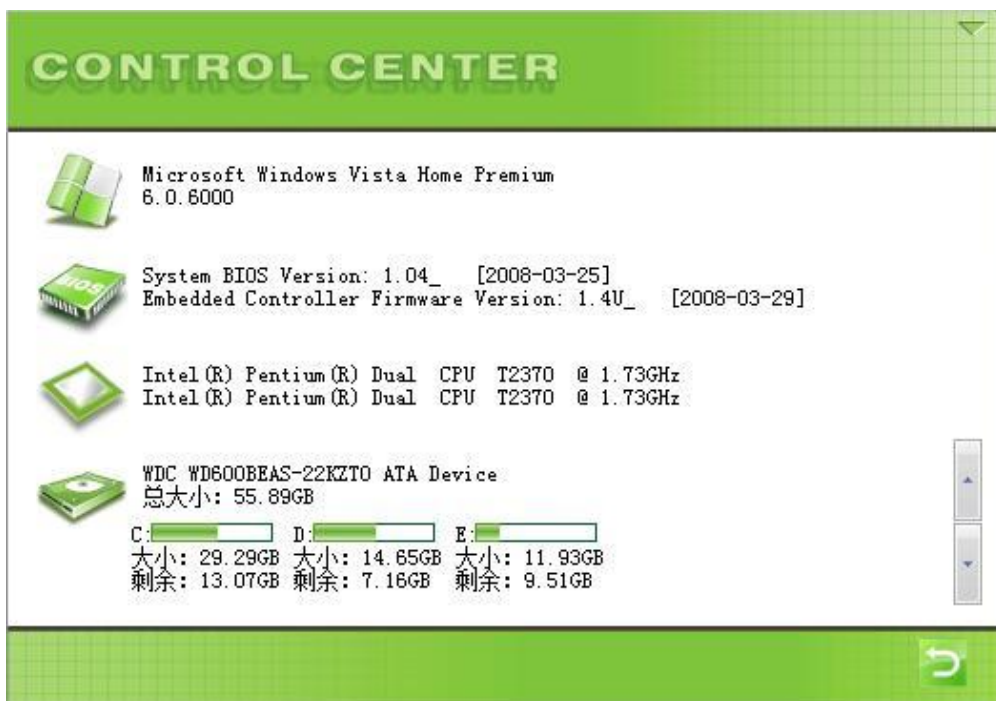 CONTROL CENTER
Microsoft Windows Vista Home Premium
6.0.6000
BIOS
System BIOS Version: 1.04_ [2008-03-25]
Embedded Controller Firmware Version: 1.4U_ [2008-03-29]
Intel(R) Pentium(R) Dual CPU T2370 @ 1.73GHz
Intel(R) Pentium(R) Dual CPU T2370 @ 1.73GHz
WDC WD600BEAS-22KZT0 ATA Device
总大小: 55.89GB
C: D: E:
大小: 29.29GB 大小: 14.65GB 大小: 11.93GB
剩余: 13.07GB 剩余: 7.16GB 剩余: 9.51GB